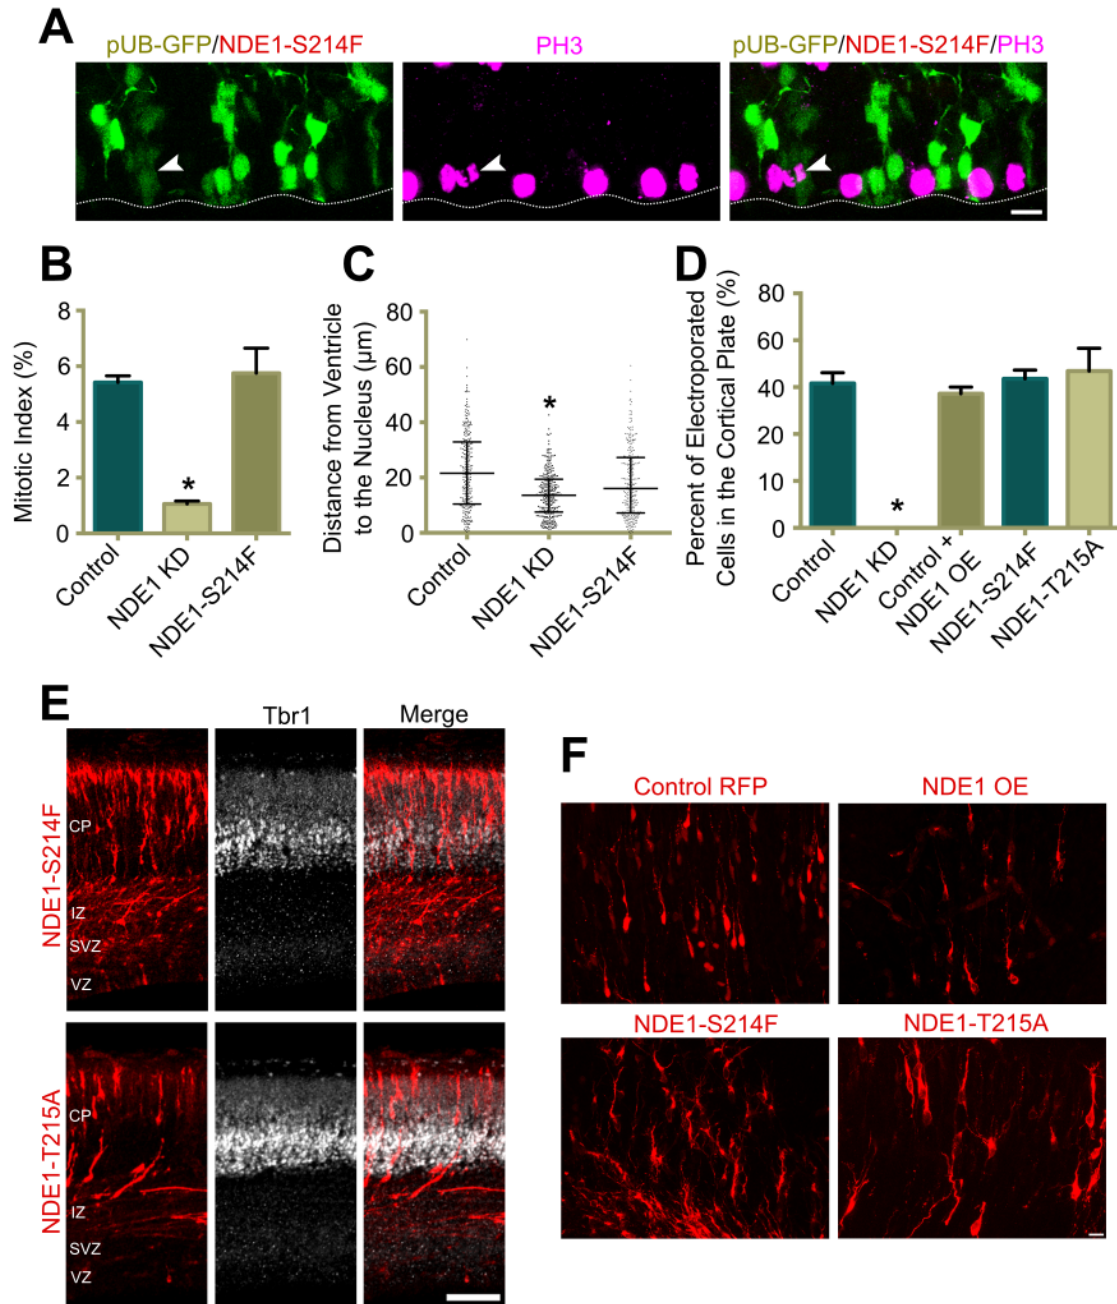 A
pUB-GFP/NDE1-S214F
PH3
pUB-GFP/NDE1-S214F/PH3
B
Mitotic Index (%)
8
6
4
2
0
Control
NDE1 KD
*
NDE1-S214F
C
Distance from Ventricle
to the Nucleus (µm)
80
60
40
20
0
*
Control
NDE1 KD
NDE1-S214F
D
Percent of Electroporated
Cells in the Cortical Plate (%)
80
60
40
20
10
0
*
Control
NDE1 KD
Control +
NDE1 OE
NDE1-S214F
NDE1-T215A
E
Tbr1
Merge
NDE1-S214F
CP
IZ
SVZ
VZ
NDE1-T215A
CP
IZ
SVZ
VZ
F
Control RFP
NDE1 OE
NDE1-S214F
NDE1-T215A